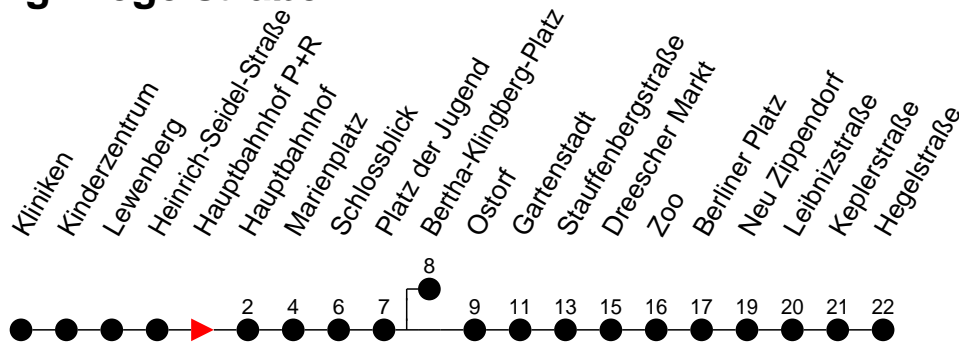 Kliniken
Kinderzentrum
Lewenberg
Heinrich-Seidel-Straße
Hauptbahnhof P+R
Hauptbahnhof
Marienplatz
Schlossblick
Platz der Jugend
Bertha-Klingberg-Platz
Ostorf
Gartenstadt
Stauffenbergstraße
Dreescher Markt
Zoo
Berliner Platz
Neu Zippendorf
Leibnizstraße
Keplerstraße
Hegelstraße
8
2 4 6 7 9 11 13 15 16 17 19 20 21 22